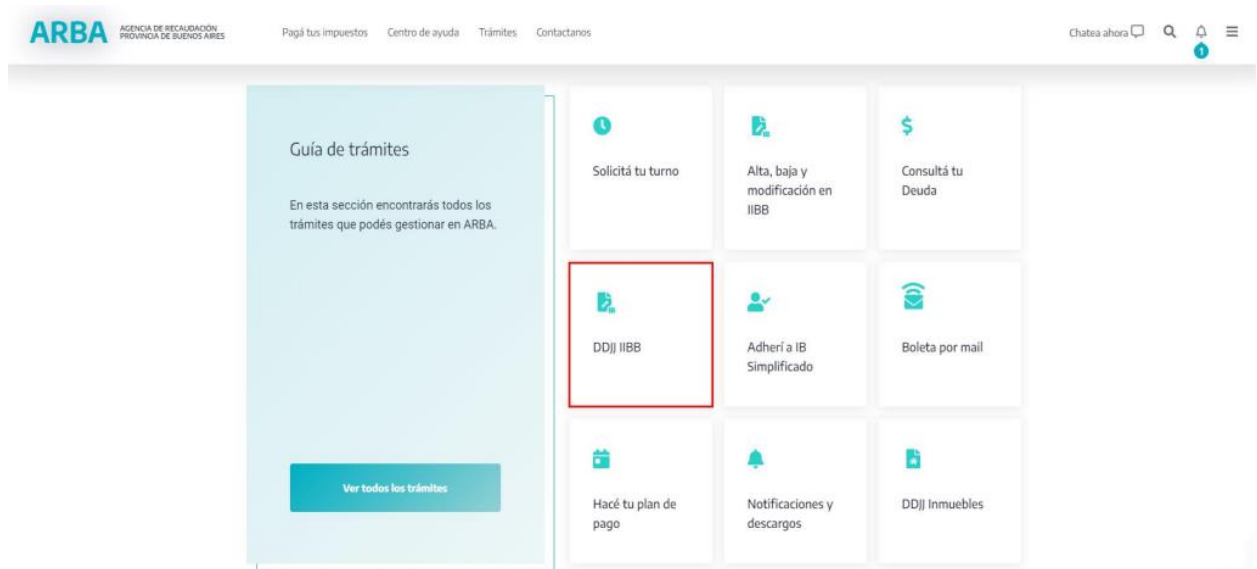 ARBA
AGENCIA DE RECAUDACIÓN
PROVINCIA DE BUENOS AIRES
Pagá tus impuestos
Centro de ayuda
Trámites
Contactanos
Chatea ahora
1
Guía de trámites
En esta sección encontrarás todos los
trámites que podés gestionar en ARBA.
Ver todos los trámites
Solicitá tu turno
Alta, baja y
modificación en
IIBB
Consultá tu
Deuda
DDJJ IIBB
Adherí a IB
Simplificado
Boleta por mail
Hacé tu plan de
pago
Notificaciones y
descargos
DDJJ Inmuebles